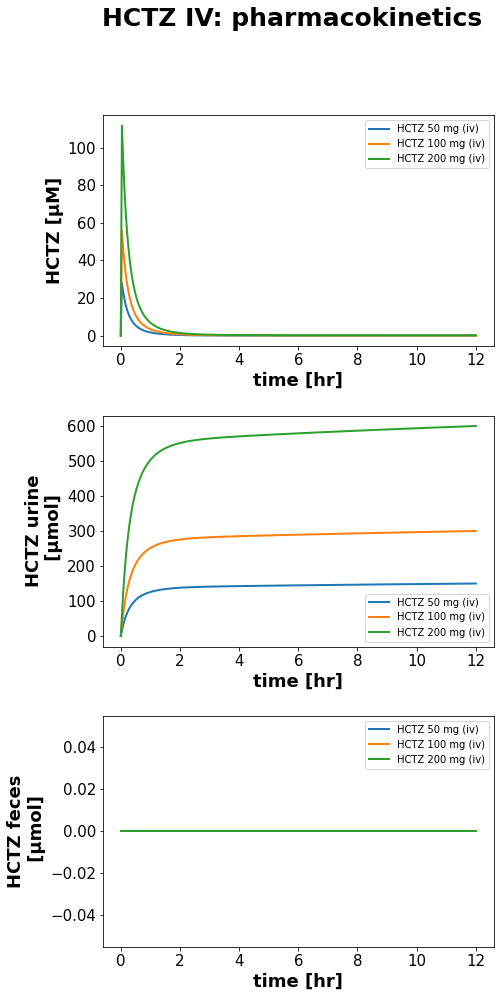 HCTZ IV: pharmacokinetics
HCTZ [µM]
100
80
60
40
20
0
HCTZ 50 mg (iv)
HCTZ 100 mg (iv)
HCTZ 200 mg (iv)
0 2 4 6 8 10 12
time [hr]
HCTZ urine
[µmol]
600
500
400
300
200
100
0
HCTZ 50 mg (iv)
HCTZ 100 mg (iv)
HCTZ 200 mg (iv)
0 2 4 6 8 10 12
time [hr]
HCTZ feces
[µmol]
0.04
0.02
0.00
−0.02
−0.04
HCTZ 50 mg (iv)
HCTZ 100 mg (iv)
HCTZ 200 mg (iv)
0 2 4 6 8 10 12
time [hr]